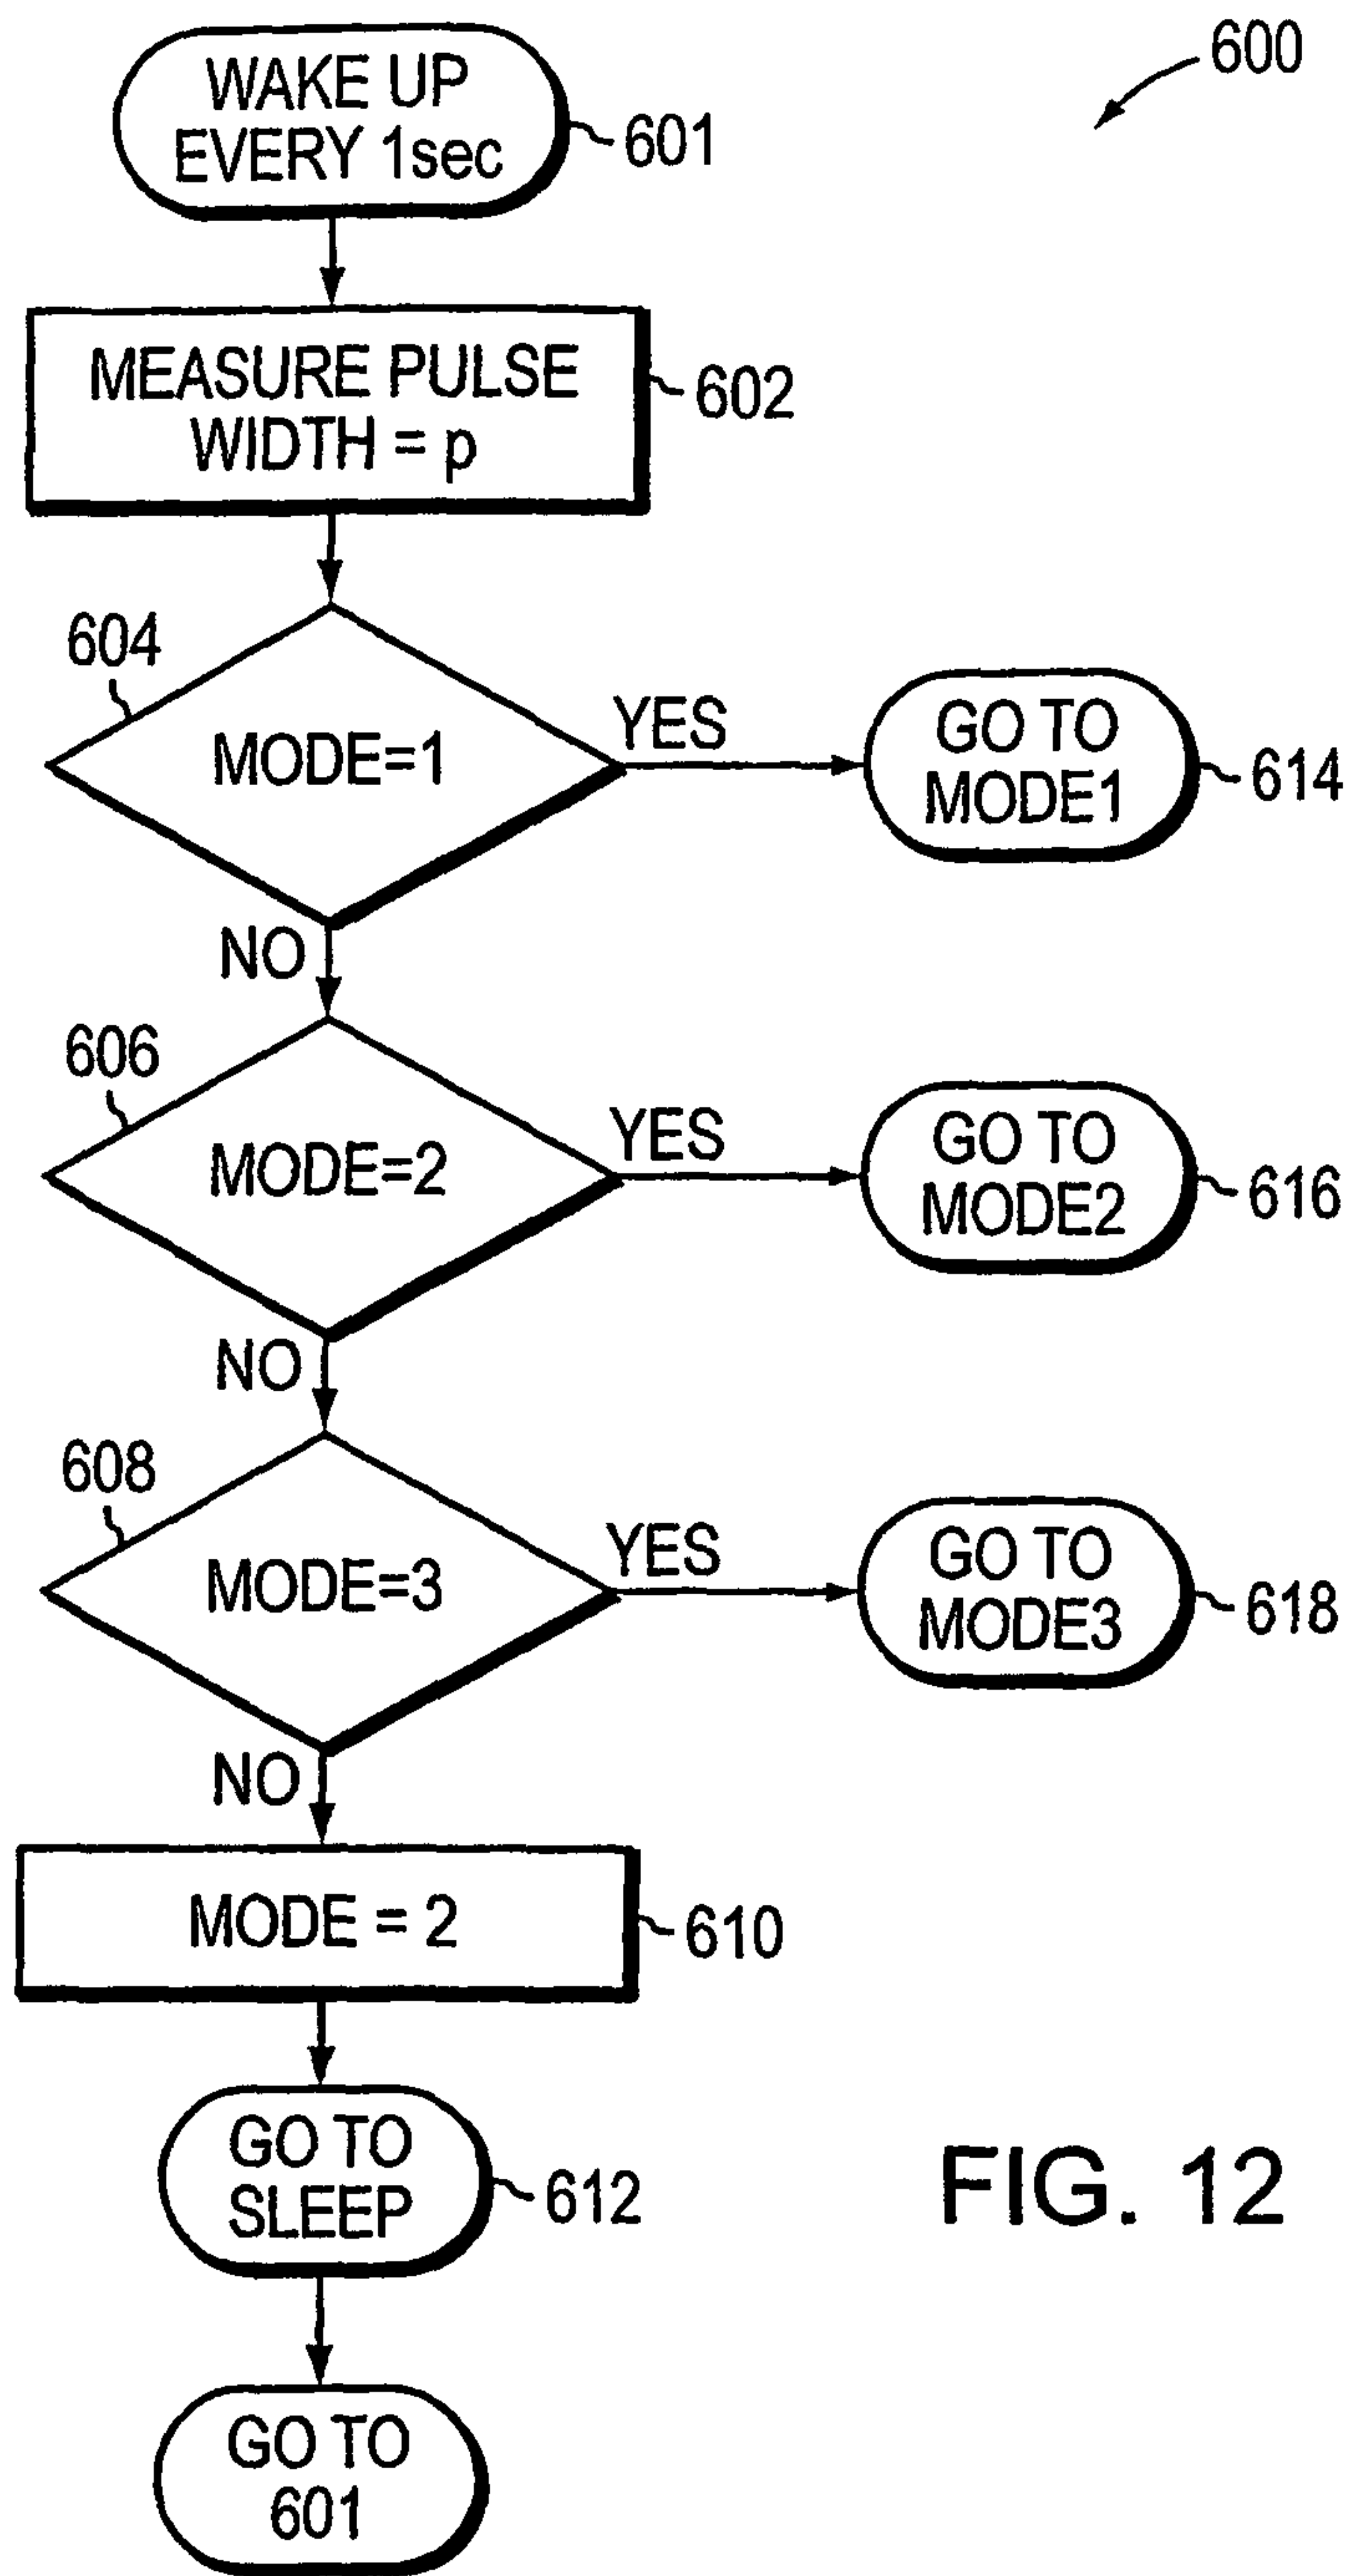 600
WAKE UP
EVERY 1sec
601
MEASURE PULSE
WIDTH = p
602
604
MODE=1
YES
GO TO
MODE1
614
NO
606
MODE=2
YES
GO TO
MODE2
616
NO
608
MODE=3
YES
GO TO
MODE3
618
NO
MODE = 2
610
GO TO
SLEEP
612
FIG. 12
GO TO
601